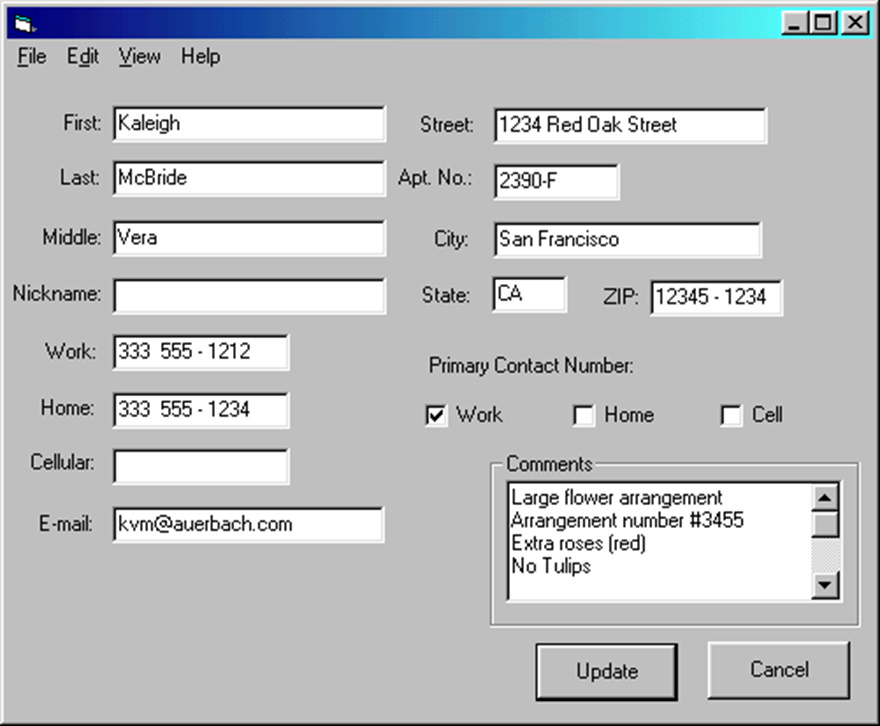 File Edit View Help
First: Kaleigh
Last: McBride
Middle: Vera
Nickname:
Work: 333 555 - 1212
Home: 333 555 - 1234
Cellular:
E-mail: kvm@auerbach.com
Street: 1234 Red Oak Street
Apt. No.: 2390-F
City: San Francisco
State: CA ZIP: 12345 - 1234
Primary Contact Number:
Work Home Cell
Comments
Large flower arrangement
Arrangement number #3455
Extra roses (red)
No Tulips
Update Cancel